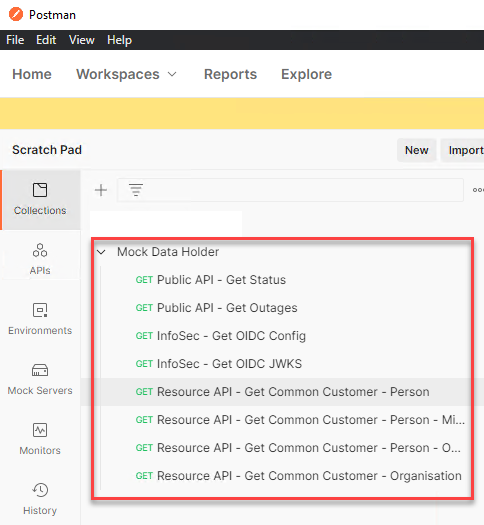 Postman
File Edit View Help
Home Workspaces Reports Explore
Scratch Pad New Import
Collections
APIs
Environments
Mock Servers
Monitors
History
Mock Data Holder
GET Public API - Get Status
GET Public API - Get Outages
GET InfoSec - Get OIDC Config
GET InfoSec - Get OIDC JWKS
GET Resource API - Get Common Customer - Person
GET Resource API - Get Common Customer - Person - Mi...
GET Resource API - Get Common Customer - Person - O...
GET Resource API - Get Common Customer - Organisation